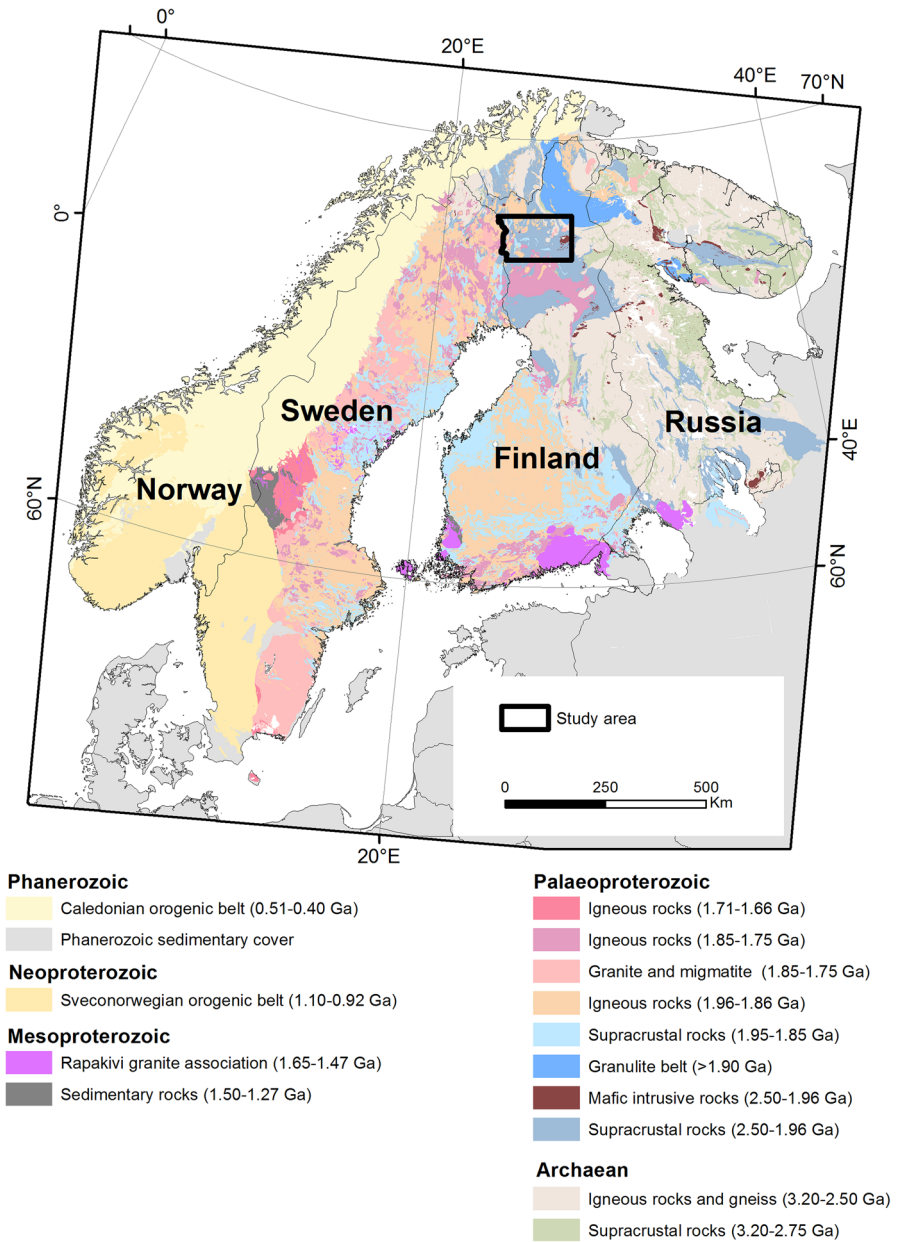 0°
20°E
40°E
70°N
0°
Sweden
Russia
Finland
Norway
40°E
60°N
60°N
Study area
0 250 500
Km
20°E
Phanerozoic
Caledonian orogenic belt (0.51-0.40 Ga)
Phanerozoic sedimentary cover
Neoproterozoic
Sveconorwegian orogenic belt (1.10-0.92 Ga)
Mesoproterozoic
Rapakivi granite association (1.65-1.47 Ga)
Sedimentary rocks (1.50-1.27 Ga)
Palaeoproterozoic
Igneous rocks (1.71-1.66 Ga)
Igneous rocks (1.85-1.75 Ga)
Granite and migmatite (1.85-1.75 Ga)
Igneous rocks (1.96-1.86 Ga)
Supracrustal rocks (1.95-1.85 Ga)
Granulite belt (>1.90 Ga)
Mafic intrusive rocks (2.50-1.96 Ga)
Supracrustal rocks (2.50-1.96 Ga)
Archaean
Igneous rocks and gneiss (3.20-2.50 Ga)
Supracrustal rocks (3.20-2.75 Ga)